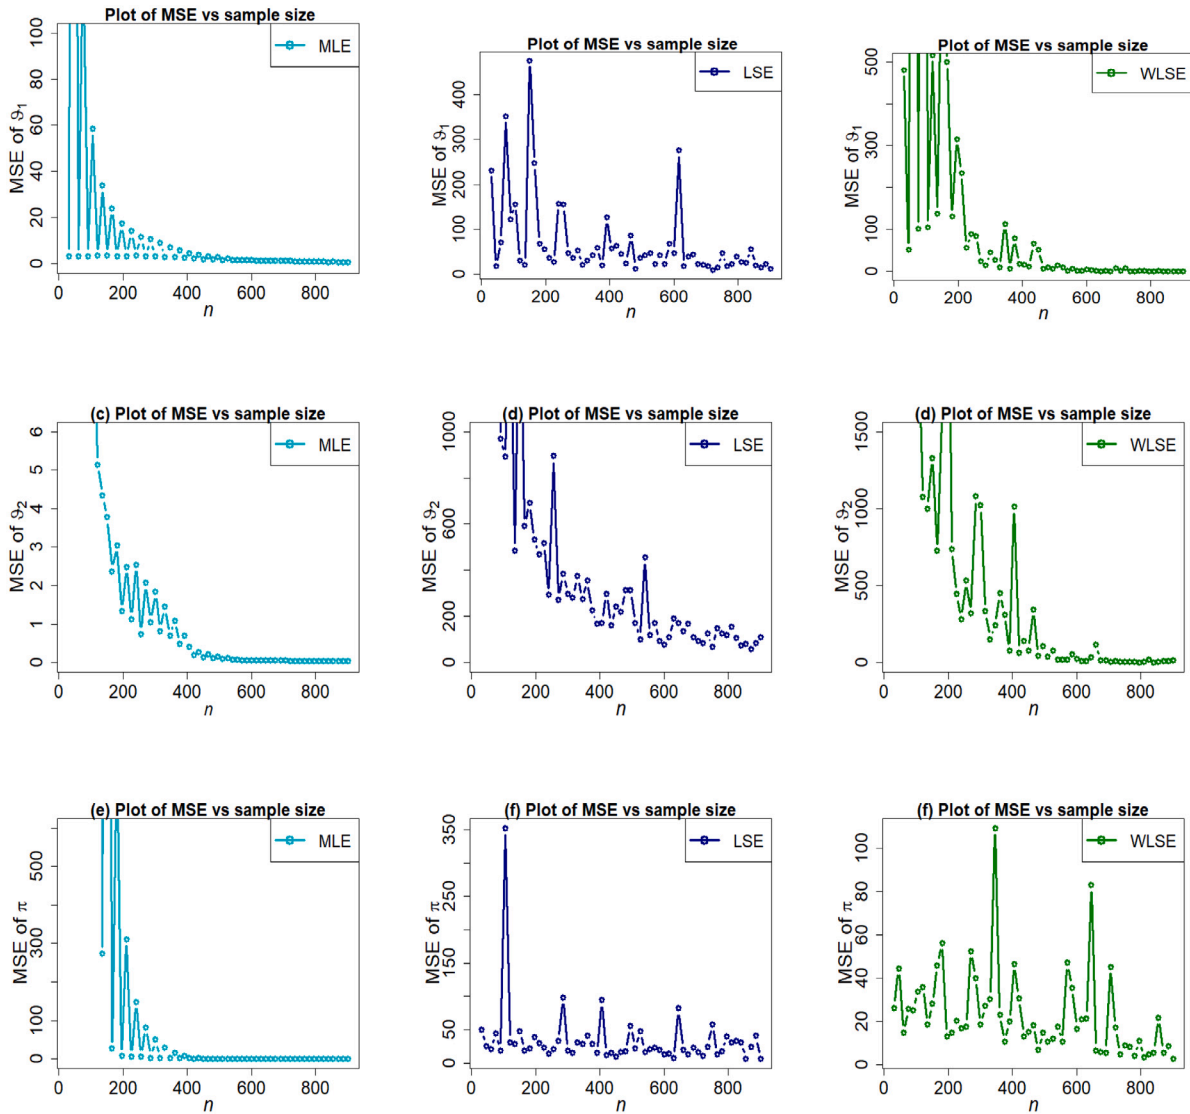 Plot of MSE vs sample size
MLE
MSE of ϑ1
100
80
60
40
20
0
0 200 400 600 800
n
Plot of MSE vs sample size
LSE
MSE of ϑ1
400
300
200
100
0
0 200 400 600 800
n
Plot of MSE vs sample size
WLSE
MSE of ϑ1
500
300
100
0
0 200 400 600 800
n
(c) Plot of MSE vs sample size
MLE
MSE of ϑ2
6
5
4
3
2
1
0
0 200 400 600 800
n
(d) Plot of MSE vs sample size
LSE
MSE of ϑ2
1000
600
200
0
0 200 400 600 800
n
(d) Plot of MSE vs sample size
WLSE
MSE of ϑ2
1500
1000
500
0
0 200 400 600 800
n
(e) Plot of MSE vs sample size
MLE
MSE of π
500
300
100
0
0 200 400 600 800
n
(f) Plot of MSE vs sample size
LSE
MSE of π
350
250
150
50
0
0 200 400 600 800
n
(f) Plot of MSE vs sample size
WLSE
MSE of π
100
80
60
40
20
0
0 200 400 600 800
n